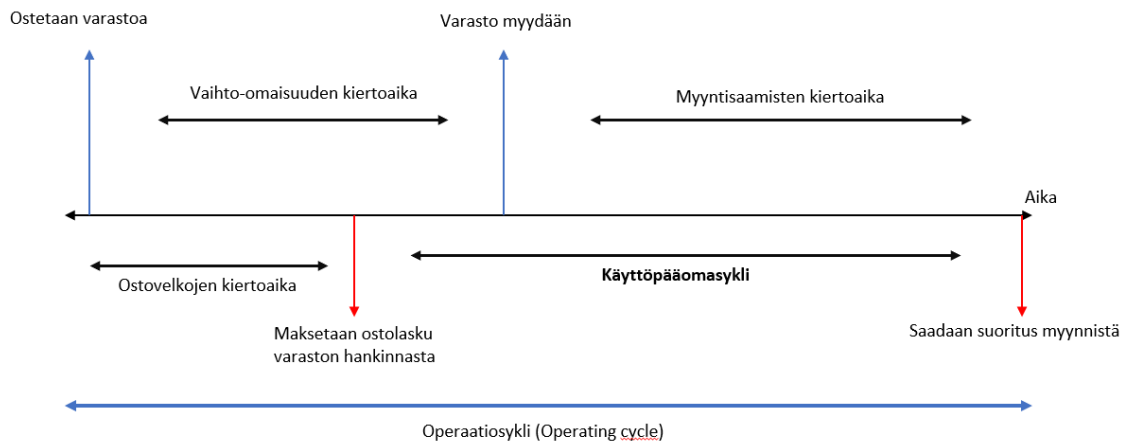 Ostetaan varastoa
Varasto myydään
Vaihto-omaisuuden kiertoaika
Myyntisaamisten kiertoaika
Aika
Ostovelkojen kiertoaika
Käyttöpääomasykli
Maksetaan ostolasku
varaston hankinnasta
Saadaan suoritus myynnistä
Operaatiosykli (Operating cycle)